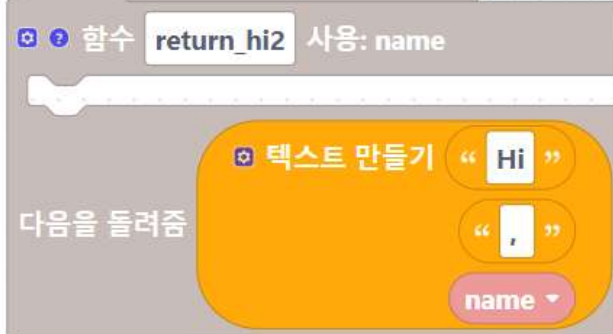 함수 return_hi2 사용: name
텍스트 만들기 “ Hi ”
다음을 돌려줌 “ , ”
name